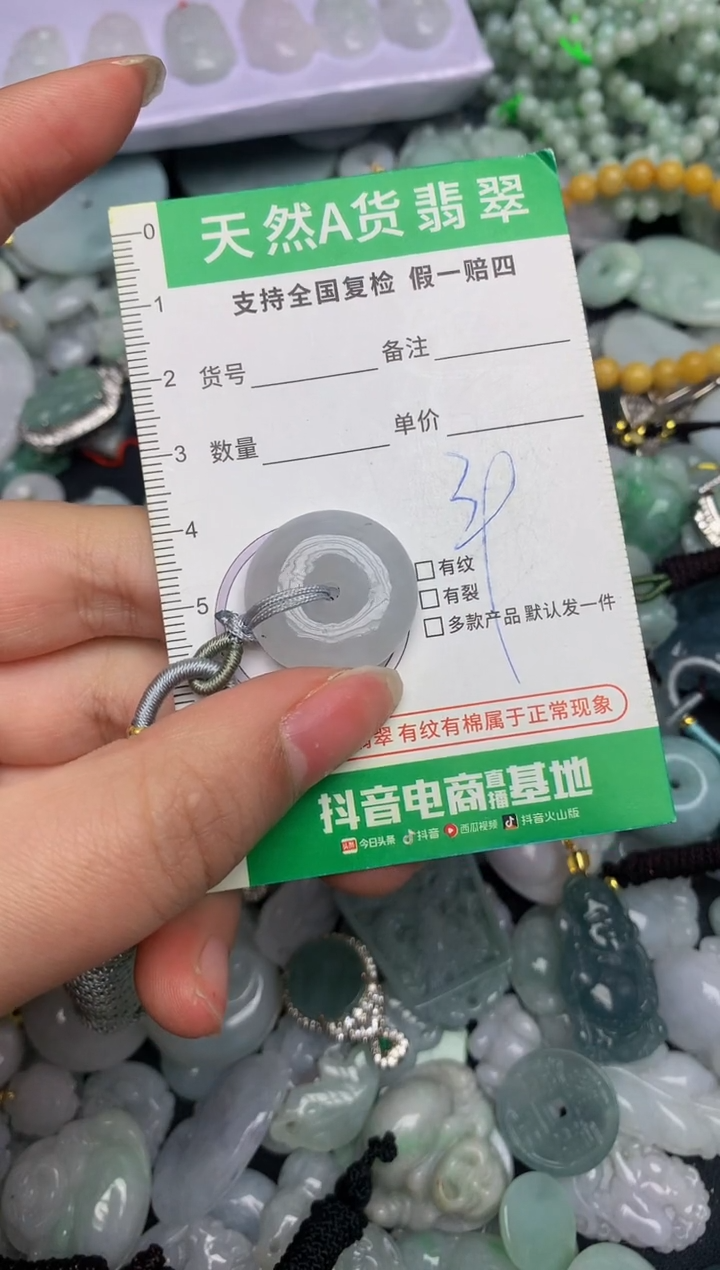 天然A货翡翠
支持全国复检 假一赔四
0
1
2
3
4
5
货号 备注
数量 单价
39
有纹
有裂
多款产品 默认发一件
翡翠 有纹有棉属于正常现象
抖音电商直播基地
今日头条 抖音 西瓜视频 抖音火山版